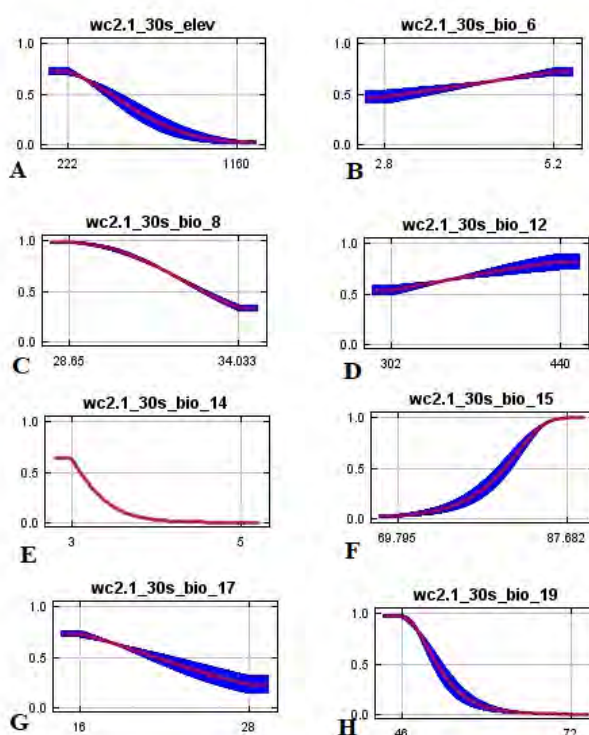 wc2.1_30s_elev
1.0
0.5
0.0
222
1160
A
wc2.1_30s_bio_6
1.0
0.5
0.0
2.8
5.2
B
wc2.1_30s_bio_8
1.0
0.5
0.0
28.65
34.033
C
wc2.1_30s_bio_12
1.0
0.5
0.0
302
440
D
wc2.1_30s_bio_14
1.0
0.5
0.0
3
5
E
wc2.1_30s_bio_15
1.0
0.5
0.0
69.795
87.682
F
wc2.1_30s_bio_17
1.0
0.5
0.0
16
28
G
wc2.1_30s_bio_19
1.0
0.5
0.0
46
72
H